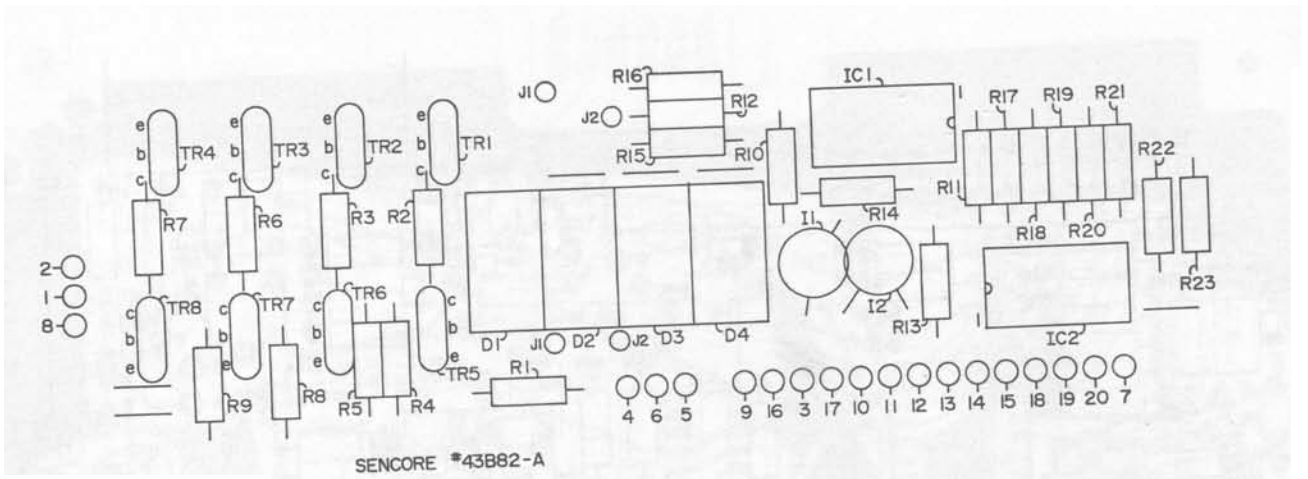 R16
IC1
J1
R12
J2
R15
R10
I
R17
R19
R21
R22
e
b
c
TR4
e
b
c
TR3
e
b
c
TR2
e
b
c
TR1
R7
R6
R3
R2
R14
R11
R18
R20
R23
I1
I2
R13
I
IC2
2
1
8
c
b
e
TR8
TR7
c
b
e
TR6
c
b
e
TR5
D1
J1
D2
J2
D3
D4
R9
R8
R5
R4
R1
4 6 5 9 16 3 17 10 11 12 13 14 15 18 19 20 7
SENCORE #43B82-A